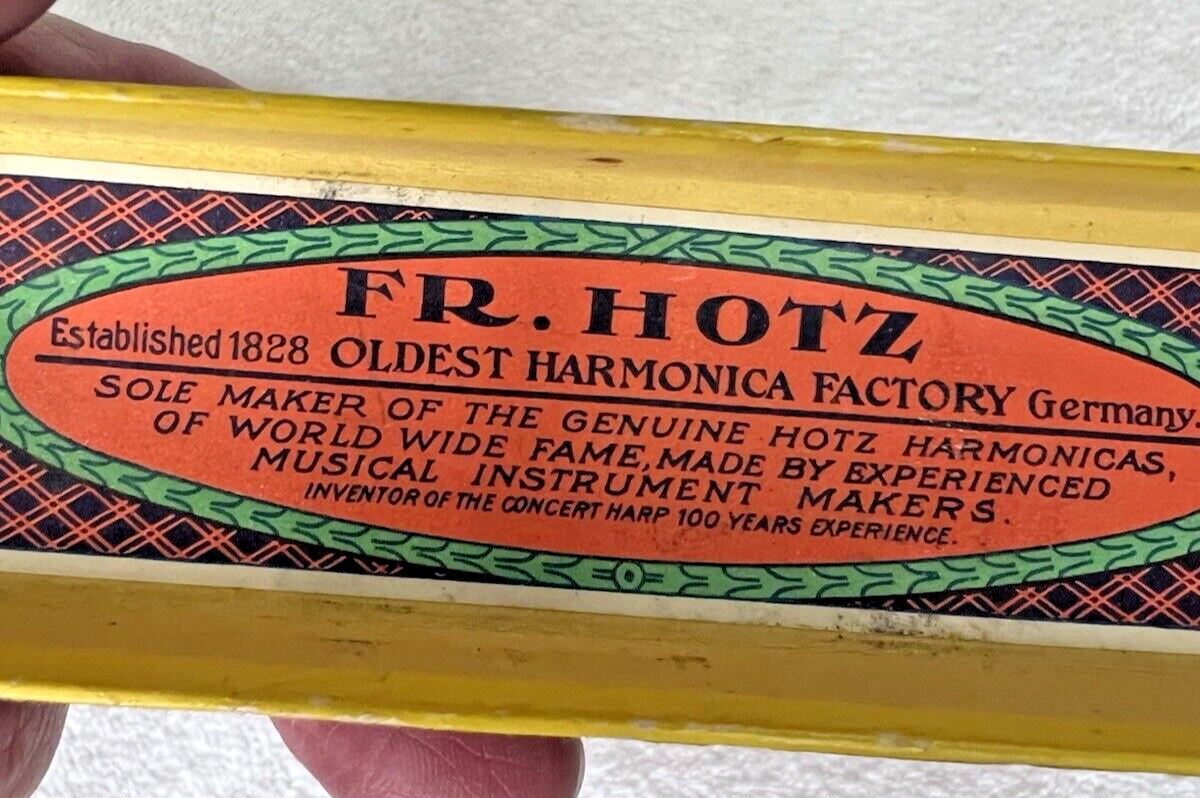 FR. HOTZ
Established 1828 OLDEST HARMONICA FACTORY Germany.
SOLE MAKER OF THE GENUINE HOTZ HARMONICAS,
OF WORLD WIDE FAME, MADE BY EXPERIENCED
MUSICAL INSTRUMENT MAKERS.
INVENTOR OF THE CONCERT HARP 100 YEARS EXPERIENCE.